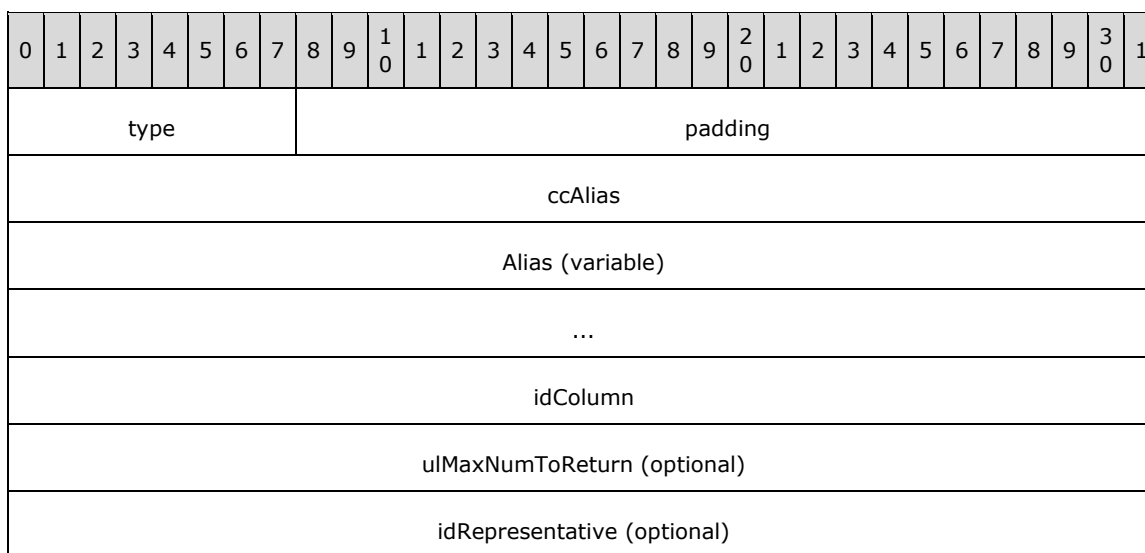 0 1 2 3 4 5 6 7 8 9 1 0 1 2 3 4 5 6 7 8 9 2 0 1 2 3 4 5 6 7 8 9 3 0 1
type padding
ccAlias
Alias (variable)
...
idColumn
ulMaxNumToReturn (optional)
idRepresentative (optional)